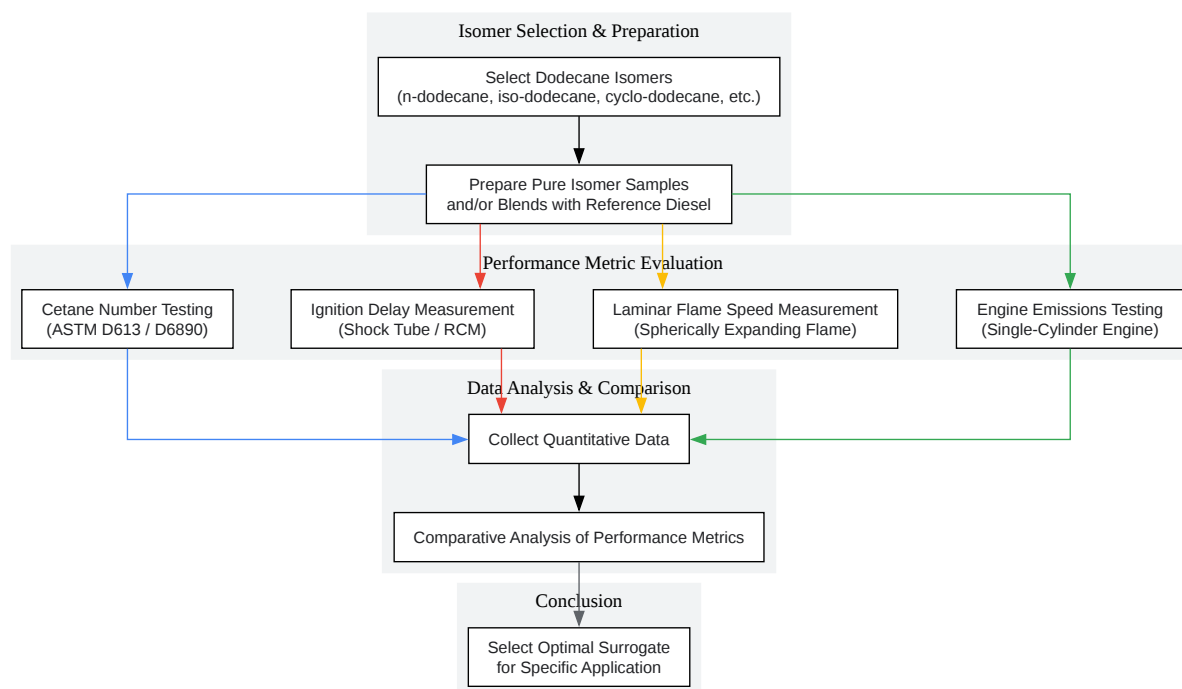 Isomer Selection & Preparation
Select Dodecane Isomers
(n-dodecane, iso-dodecane, cyclo-dodecane, etc.)
Prepare Pure Isomer Samples
and/or Blends with Reference Diesel
Performance Metric Evaluation
Cetane Number Testing
(ASTM D613 / D6890)
Ignition Delay Measurement
(Shock Tube / RCM)
Laminar Flame Speed Measurement
(Spherically Expanding Flame)
Engine Emissions Testing
(Single-Cylinder Engine)
Data Analysis & Comparison
Collect Quantitative Data
Comparative Analysis of Performance Metrics
Conclusion
Select Optimal Surrogate
for Specific Application